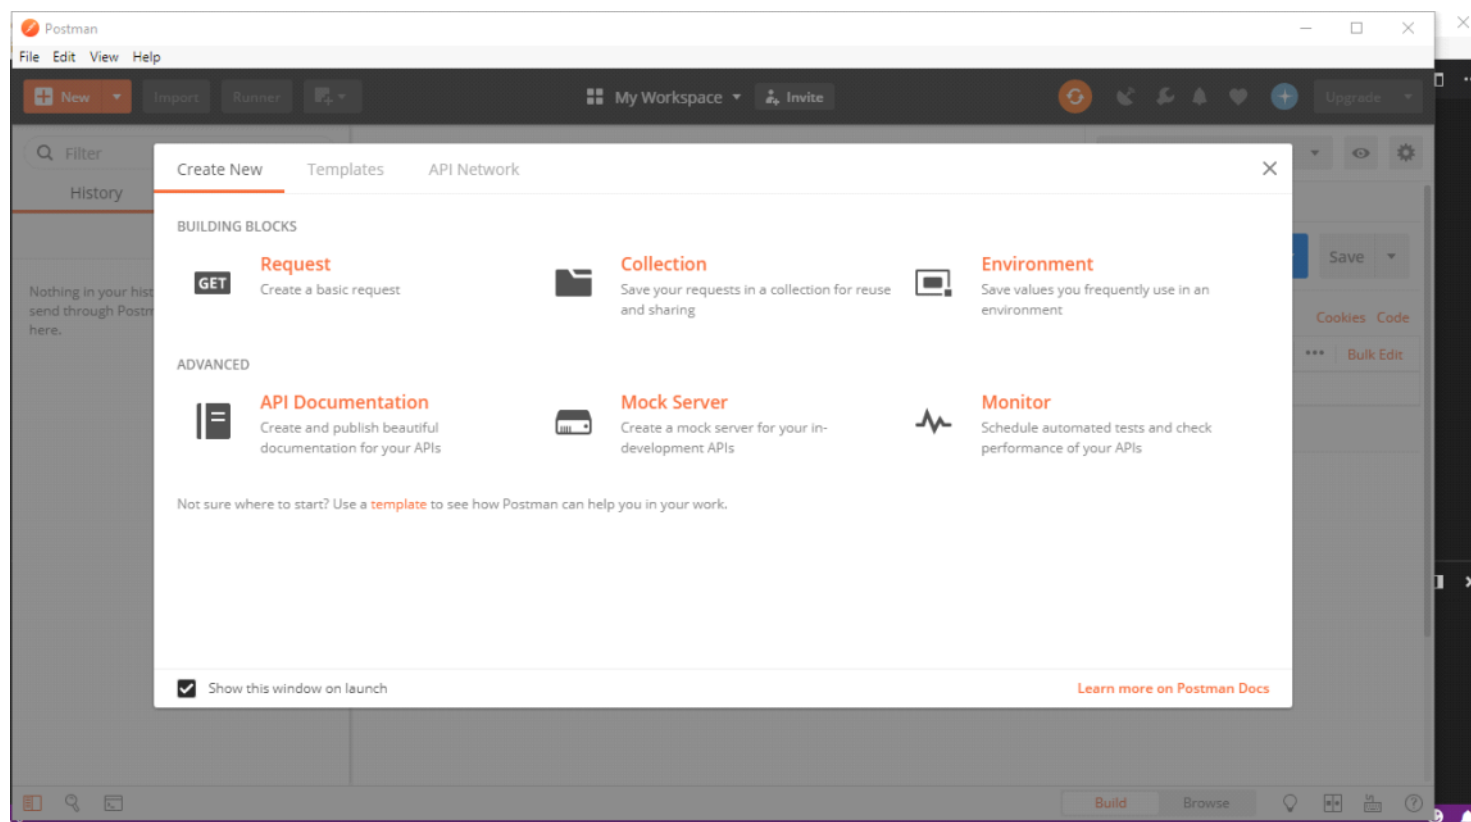 Postman
File Edit View Help
New Import Runner My Workspace Invite Upgrade
Filter
History
Create New Templates API Network
BUILDING BLOCKS
GET
Request
Create a basic request
Collection
Save your requests in a collection for reuse
and sharing
Environment
Save values you frequently use in an
environment
ADVANCED
API Documentation
Create and publish beautiful
documentation for your APIs
Mock Server
Create a mock server for your in-
development APIs
Monitor
Schedule automated tests and check
performance of your APIs
Not sure where to start? Use a template to see how Postman can help you in your work.
Show this window on launch
Learn more on Postman Docs
Nothing in your
send through
here.
Save
Cookies Code
Bulk Edit
Build Browse